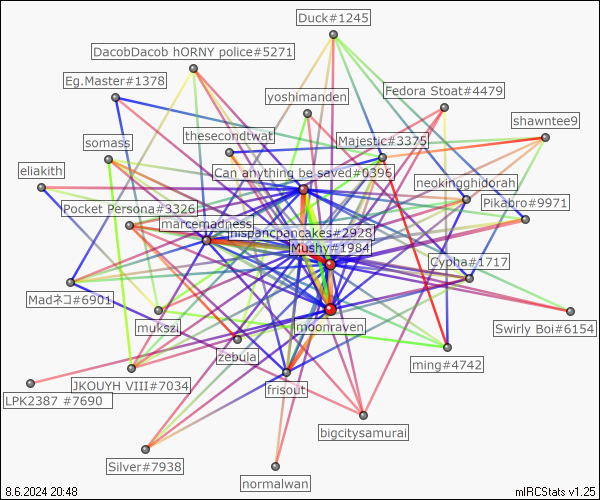 Duck#1245
DacobDacob hORNY police#5271
Eg.Master#1378
Fedora Stoat#4479
yoshimanden
shawntee9
thesecondtwat
somass
Majestic#3375
eliakith
Can anything be saved#0396
neokingghidorah
Pikabro#9971
Pocket Persona#3326
marcemadness
hispancpancakes#2928
Mushy#1984
Cypha#1717
Madネコ#6901
mukszi
moonraven
Swirly Boi#6154
zebula
ming#4742
JKOUYH VIII#7034
frisout
LPK2387 #7690
bigcitysamurai
Silver#7938
normalwan
8.6.2024 20:48
mIRCStats v1.25